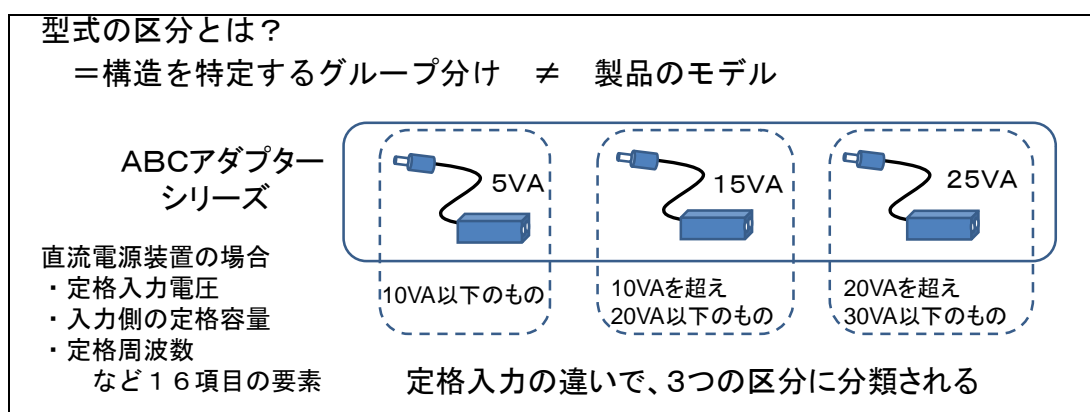 型式の区分とは？
＝構造を特定するグループ分け　≠　製品のモデル
ＡＢＣアダプター
シリーズ
5VA
15VA
25VA
直流電源装置の場合
・定格入力電圧
・入力側の定格容量
・定格周波数
など１６項目の要素
10VA以下のもの
10VAを超え
20VA以下のもの
20VAを超え
30VA以下のもの
定格入力の違いで、３つの区分に分類される